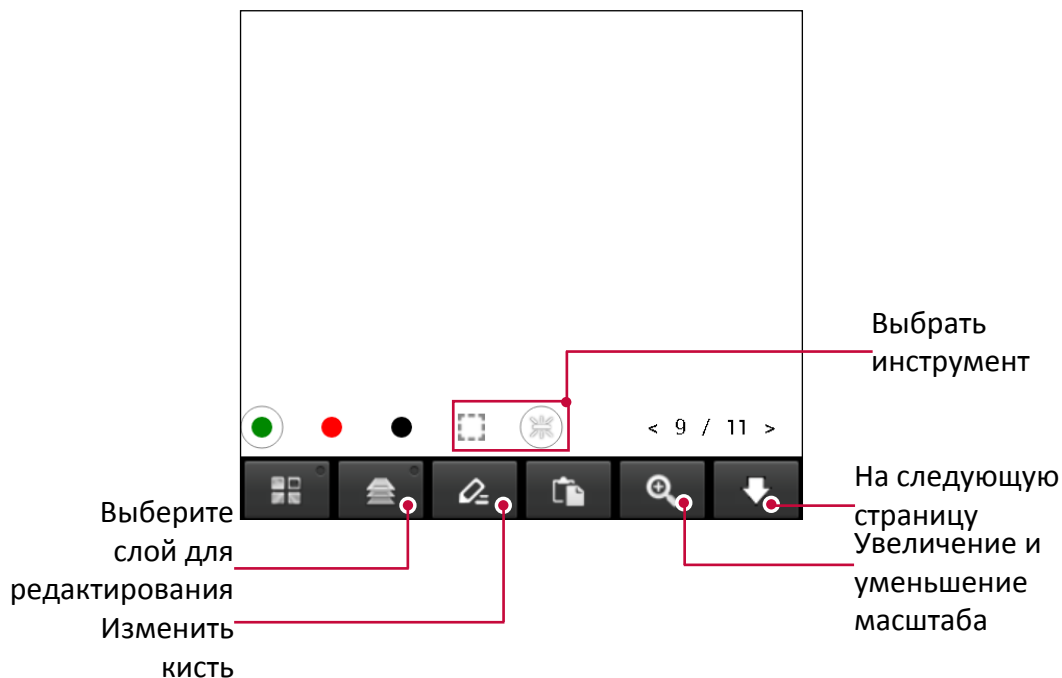 Выбрать
инструмент
< 9 / 11 >
На следующую
страницу
Увеличение и
уменьшение
масштаба
Выберите
слой для
редактирования
Изменить
кисть